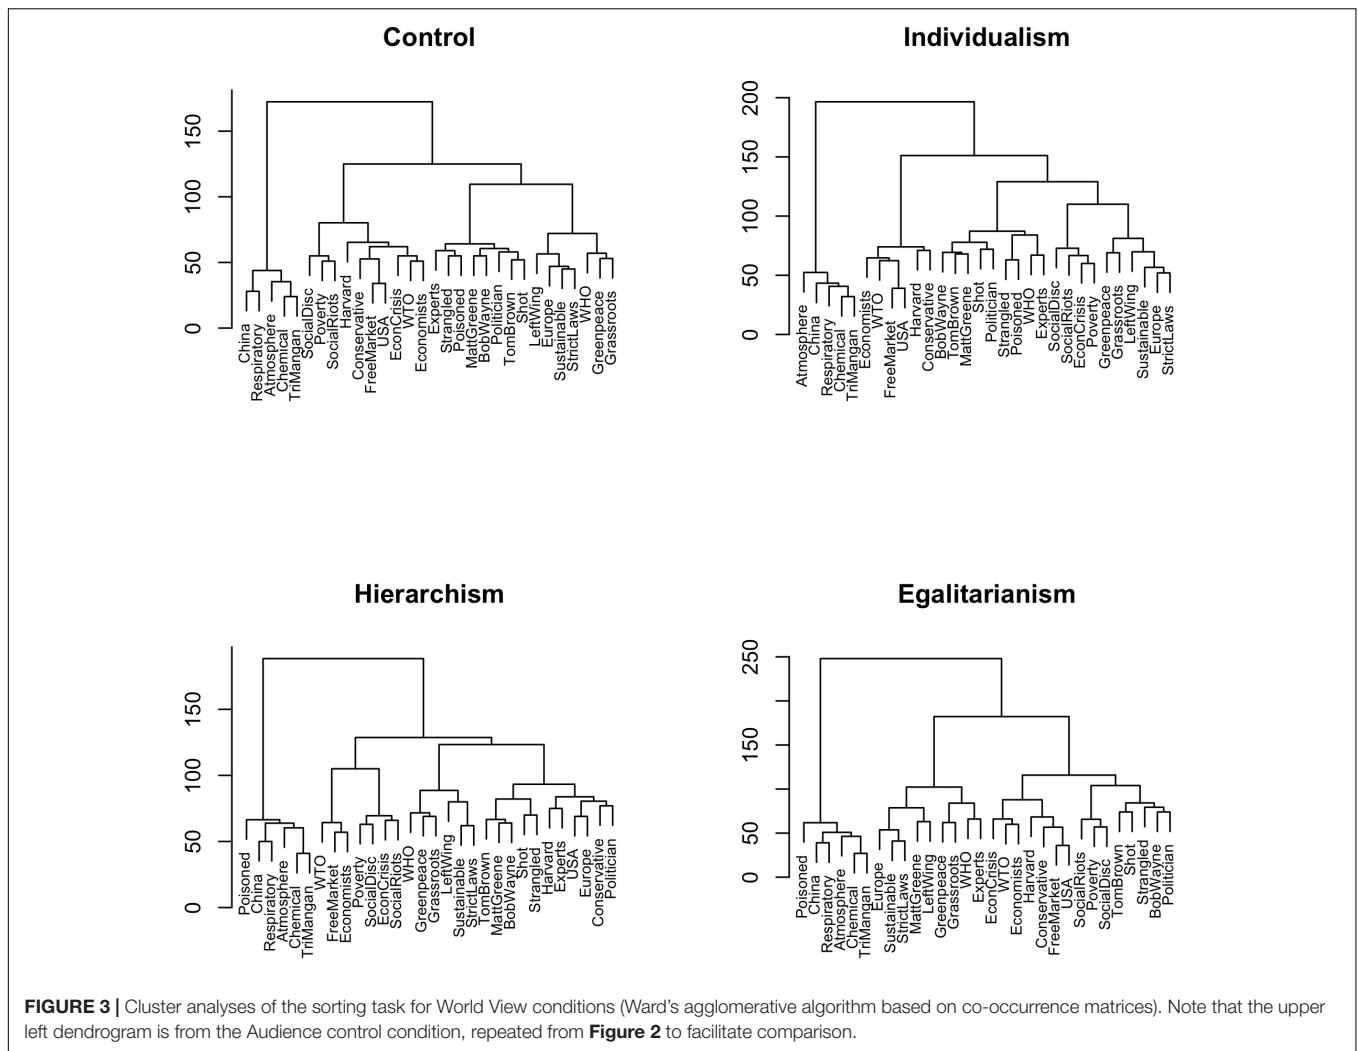 Control
Individualism
150
100
50
0
China
Respiratory
Atmosphere
Chemical
TriMangan
SocialDisc
Poverty
SocialRiots
Harvard
Conservative
FreeMarket
USA
EconCrisis
WTO
Economists
Experts
Strangled
Poisoned
MattGreene
BobWayne
Politician
TomBrown
Shot
LeftWing
Europe
Sustainable
StrictLaws
WHO
Greenpeace
Grassroots
200
150
100
50
0
Atmosphere
China
Respiratory
Chemical
TriMangan
Economists
WTO
FreeMarket
USA
Harvard
Conservative
BobWayne
TomBrown
MattGreene
Shot
Politician
Strangled
Poisoned
WHO
Experts
SocialDisc
SocialRiots
EconCrisis
Poverty
Greenpeace
Grassroots
LeftWing
Sustainable
Europe
StrictLaws
Hierarchism
Egalitarianism
150
100
50
0
Poisoned
China
Respiratory
Atmosphere
Chemical
TriMangan
WTO
FreeMarket
Economists
Poverty
SocialDisc
EconCrisis
SocialRiots
WHO
Greenpeace
Grassroots
LeftWing
Sustainable
StrictLaws
TomBrown
MattGreene
BobWayne
Shot
Strangled
Harvard
Experts
USA
Europe
Conservative
Politician
250
150
50
0
Poisoned
China
Respiratory
Atmosphere
Chemical
TriMangan
Europe
Sustainable
StrictLaws
MattGreene
LeftWing
Greenpeace
Grassroots
WHO
Experts
EconCrisis
WTO
Economists
Harvard
Conservative
FreeMarket
USA
SocialRiots
Poverty
SocialDisc
TomBrown
Shot
Strangled
BobWayne
Politician
FIGURE 3 | Cluster analyses of the sorting task for World View conditions (Ward's agglomerative algorithm based on co-occurrence matrices). Note that the upper
left dendrogram is from the Audience control condition, repeated from Figure 2 to facilitate comparison.